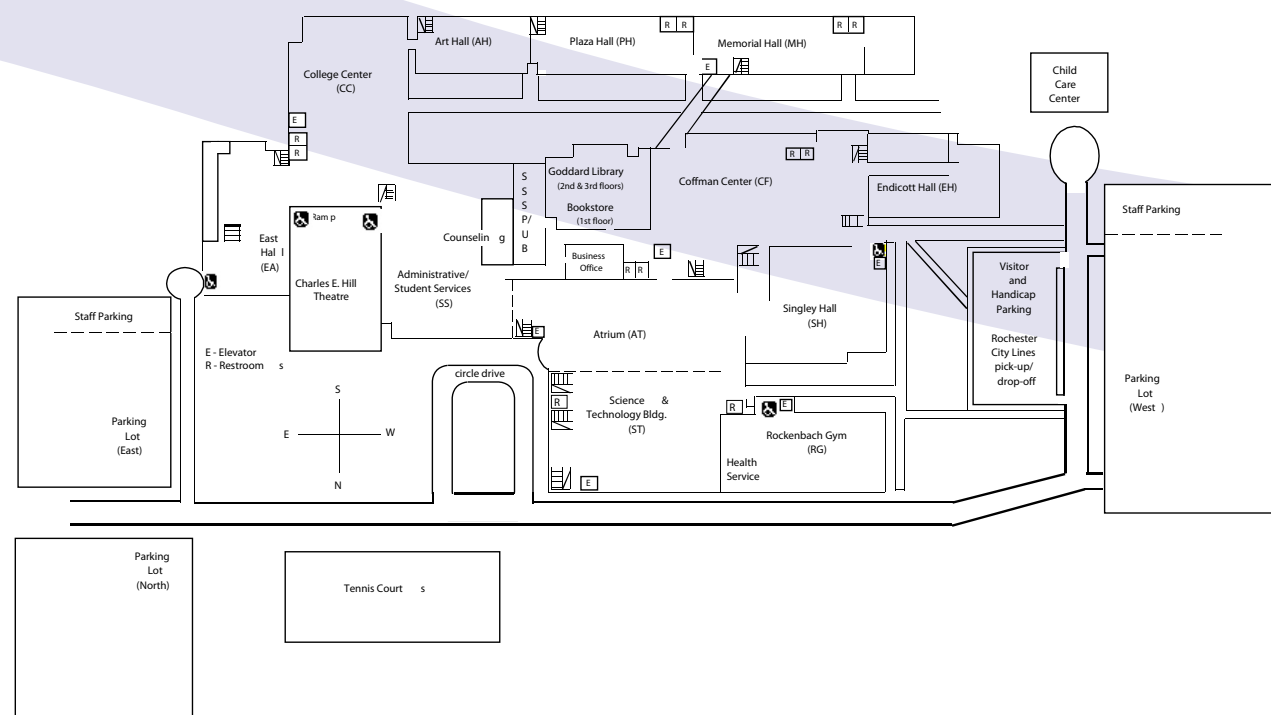 R R
R R
Art Hall (AH)
Plaza Hall (PH)
Memorial Hall (MH)
E
College Center
(CC)
Child
Care
Center
E
R
R
R R
Goddard Library
(2nd & 3rd floors)
Bookstore
(1st floor)
Coffman Center (CF)
Endicott Hall (EH)
S
S
S
P/
U
B
Ram p
Counselin g
Staff Parking
East
Hal l
(EA)
Business
Office
E
R R
E
Charles E. Hill
Theatre
Administrative/
Student Services
(SS)
Visitor
and
Handicap
Parking
Rochester
City Lines
pick-up/
drop-off
Singley Hall
(SH)
Staff Parking
E
Atrium (AT)
E - Elevator
R - Restroom s
circle drive
S
E W
N
Parking
Lot
(West )
R
Science &
Technology Bldg.
(ST)
R
E
Parking
Lot
(East)
Rockenbach Gym
(RG)
Health
Service
E
Parking
Lot
(North)
Tennis Court s